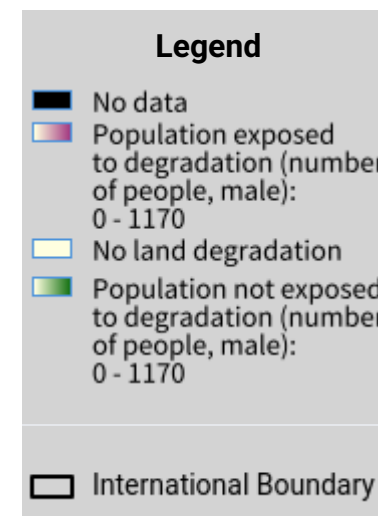 Legend
No data
Population exposed
to degradation (number
of people, male):
0 - 1170
No land degradation
Population not exposed
to degradation (number
of people, male):
0 - 1170
International Boundary